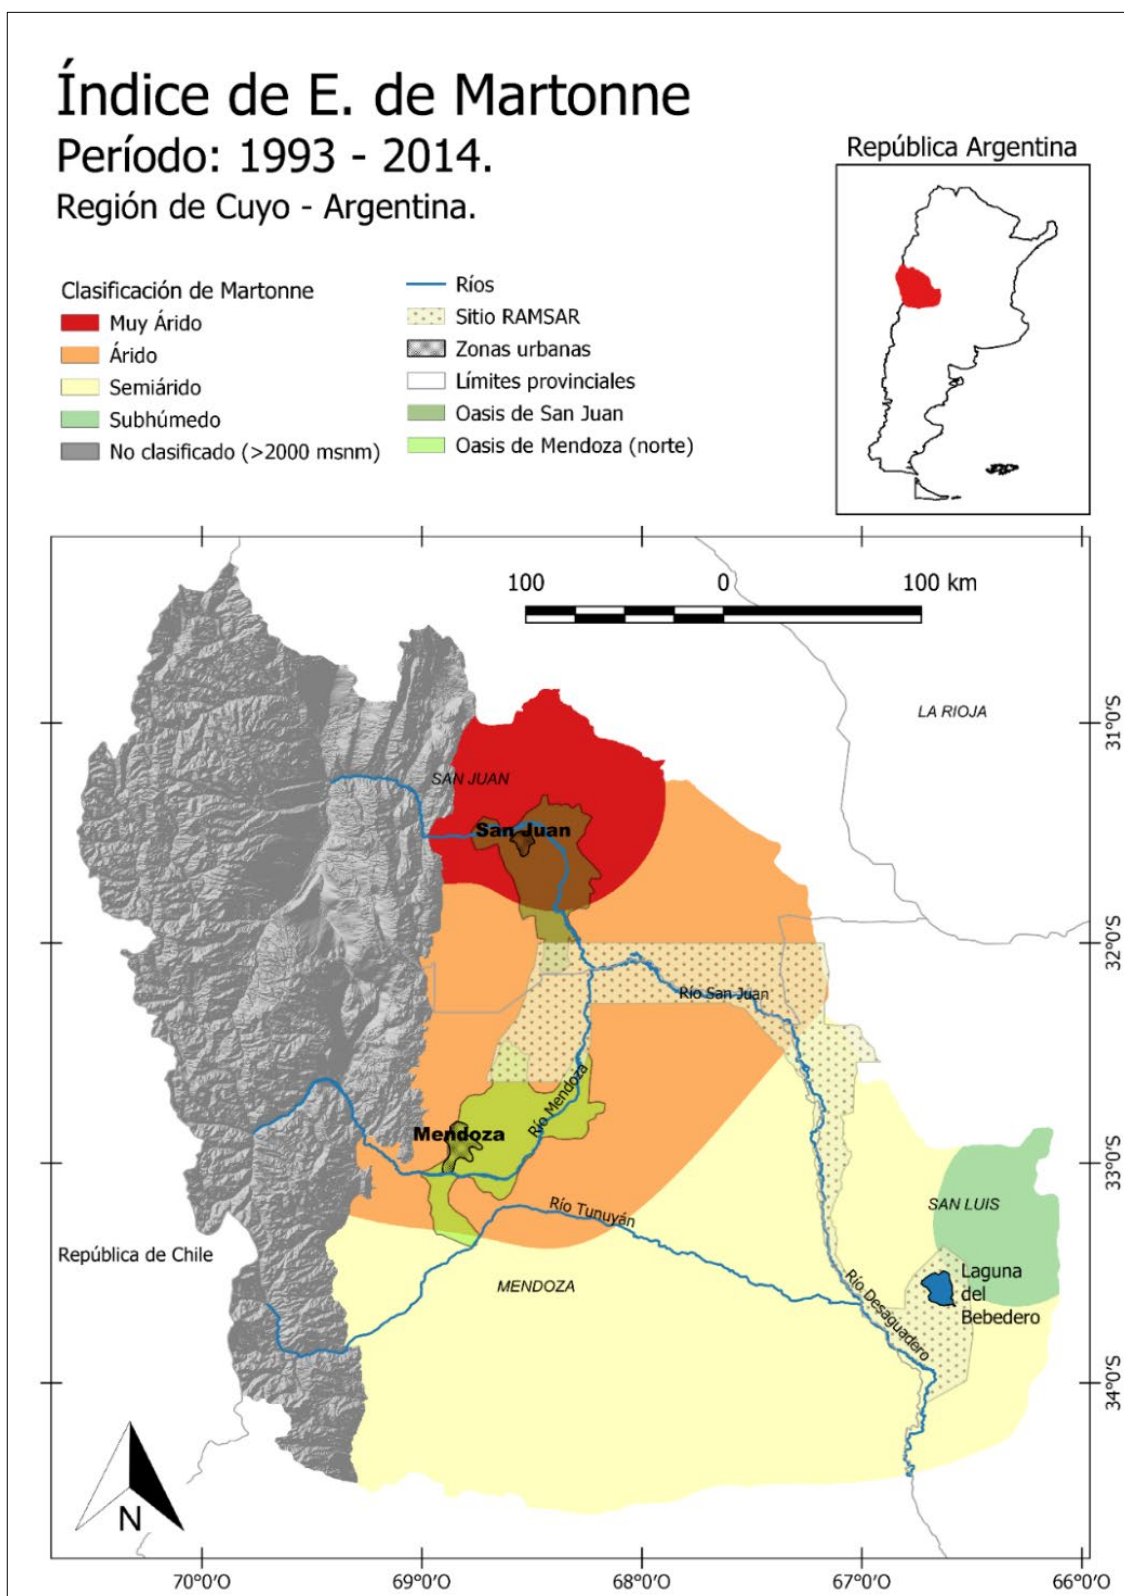 Índice de E. de Martonne
Período: 1993 - 2014.
Región de Cuyo - Argentina.
República Argentina
Clasificación de Martonne
Muy Árido
Árido
Semiárido
Subhúmedo
No clasificado (>2000 msnm)
Ríos
Sitio RAMSAR
Zonas urbanas
Límites provinciales
Oasis de San Juan
Oasis de Mendoza (norte)
100 0 100 km
LA RIOJA
SAN JUAN
San Juan
Río San Juan
Río Mendoza
Mendoza
Río Tunuyán
SAN LUIS
República de Chile
MENDOZA
Río Desaguadero
Laguna
del
Bebedero
N
31°0'S
32°0'S
33°0'S
34°0'S
70°0'O 69°0'O 68°0'O 67°0'O 66°0'O